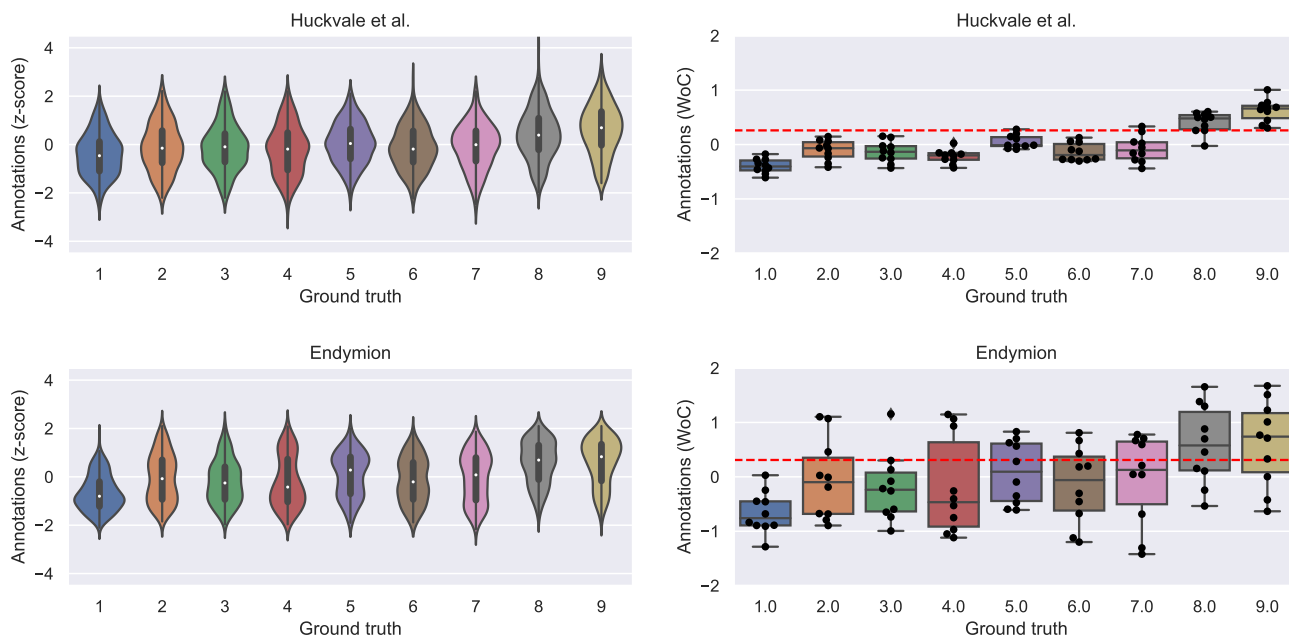 Huckvale et al.
Annotations (z-score)
4
2
0
−2
−4
1 2 3 4 5 6 7 8 9
Ground truth
Huckvale et al.
Annotations (WoC)
2
1
0
−1
−2
1.0 2.0 3.0 4.0 5.0 6.0 7.0 8.0 9.0
Ground truth
Endymion
Annotations (z-score)
4
2
0
−2
−4
1 2 3 4 5 6 7 8 9
Ground truth
Endymion
Annotations (WoC)
2
1
0
−1
−2
1.0 2.0 3.0 4.0 5.0 6.0 7.0 8.0 9.0
Ground truth